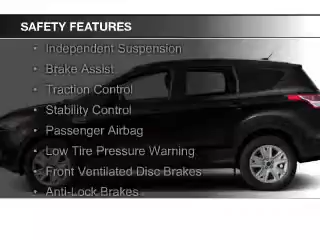 SAFETY FEATURES
• Independent Suspension
• Brake Assist
• Traction Control
• Stability Control
• Passenger Airbag
• Low Tire Pressure Warning
• Front Ventilated Disc Brakes
• Anti-Lock Brakes